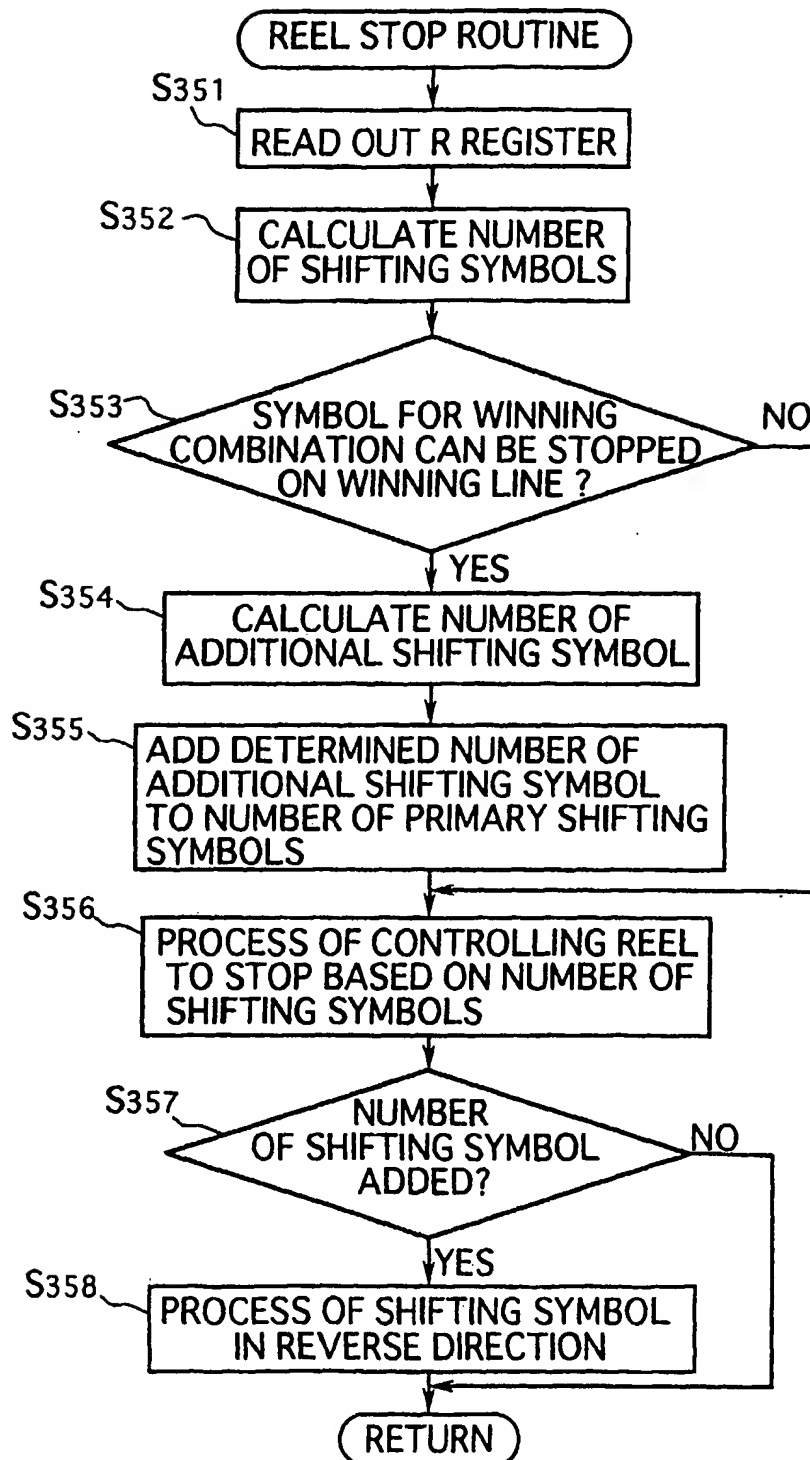 REEL STOP ROUTINE
S351
READ OUT R REGISTER
S352
CALCULATE NUMBER
OF SHIFTING SYMBOLS
S353
SYMBOL FOR WINNING
COMBINATION CAN BE STOPPED
ON WINNING LINE ?
NO
YES
S354
CALCULATE NUMBER OF
ADDITIONAL SHIFTING SYMBOL
S355
ADD DETERMINED NUMBER OF
ADDITIONAL SHIFTING SYMBOL
TO NUMBER OF PRIMARY SHIFTING
SYMBOLS
S356
PROCESS OF CONTROLLING REEL
TO STOP BASED ON NUMBER OF
SHIFTING SYMBOLS
S357
NUMBER
OF SHIFTING SYMBOL
ADDED?
NO
YES
S358
PROCESS OF SHIFTING SYMBOL
IN REVERSE DIRECTION
RETURN